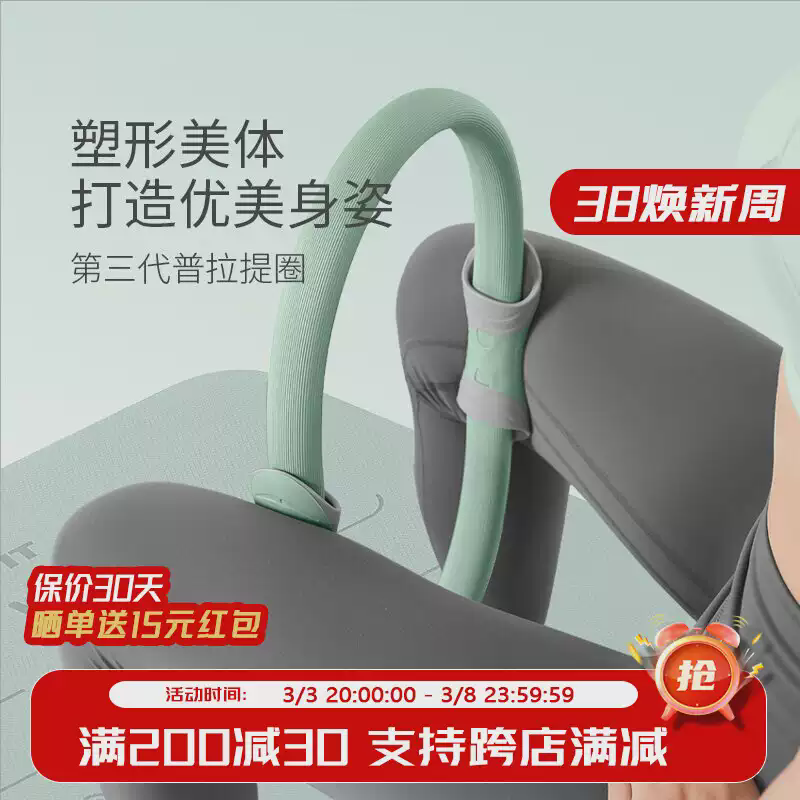 塑形美体
打造优美身姿
第三代普拉提圈
38焕新周
保价30天
晒单送15元红包
抢
活动时间: 3/3 20:00:00 - 3/8 23:59:59
满200减30 支持跨店满减